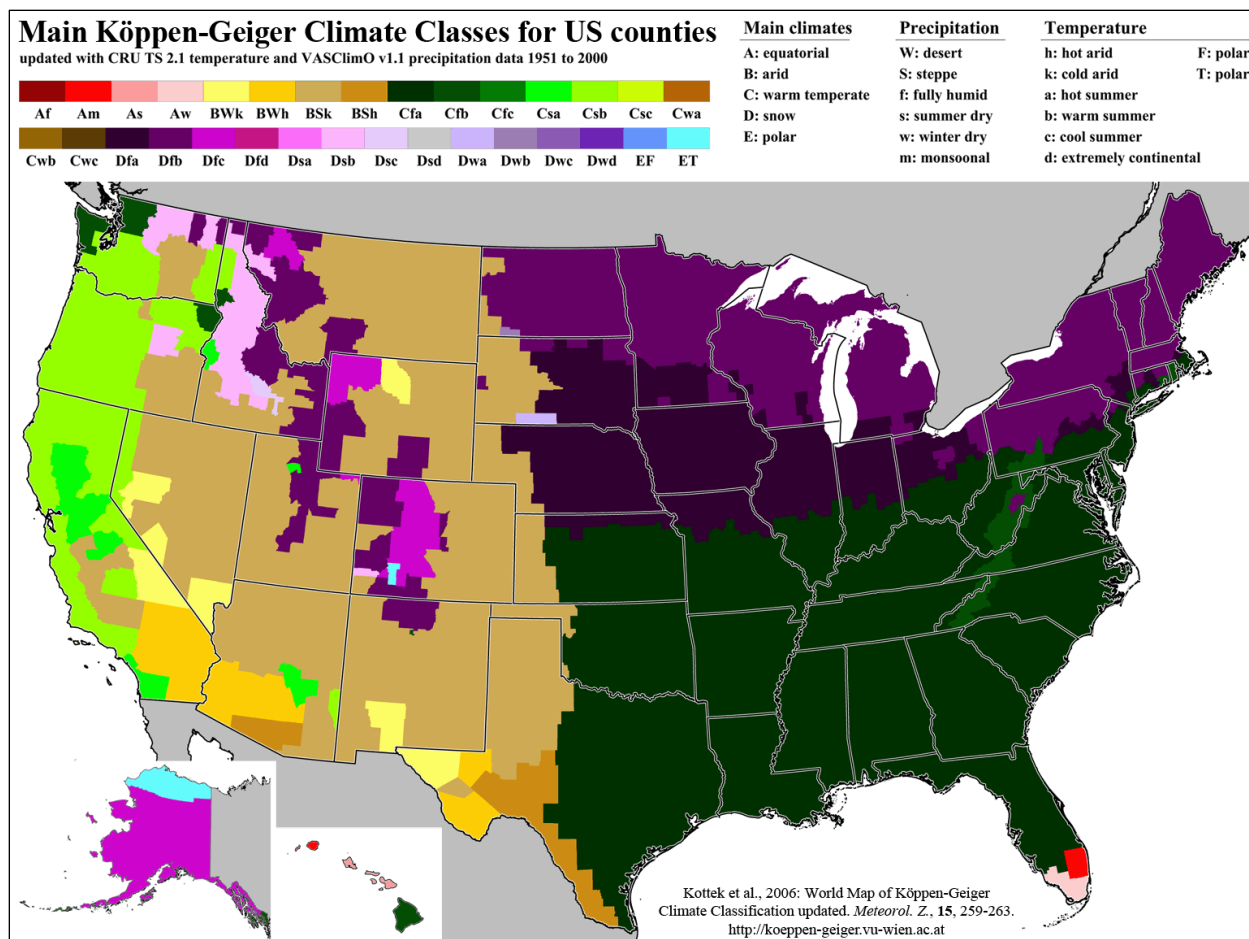 Main Köppen-Geiger Climate Classes for US counties
updated with CRU TS 2.1 temperature and VASClimO v1.1 precipitation data 1951 to 2000
Af Am As Aw BWk BWh BSk BSh Cfa Cfb Cfc Csa Csb Csc Cwa
Cwb Cwc Dfa Dfb Dfc Dfd Dsa Dsb Dsc Dsd Dwa Dwb Dwc Dwd EF ET
Main climates
A: equatorial
B: arid
C: warm temperate
D: snow
E: polar
Precipitation
W: desert
S: steppe
f: fully humid
s: summer dry
w: winter dry
m: monsoonal
Temperature
h: hot arid
k: cold arid
a: hot summer
b: warm summer
c: cool summer
d: extremely continental
F: polar
T: polar
Kottek et al., 2006: World Map of Köppen-Geiger
Climate Classification updated. Meteorol. Z., 15, 259-263.
http://koeppen-geiger.vu-wien.ac.at